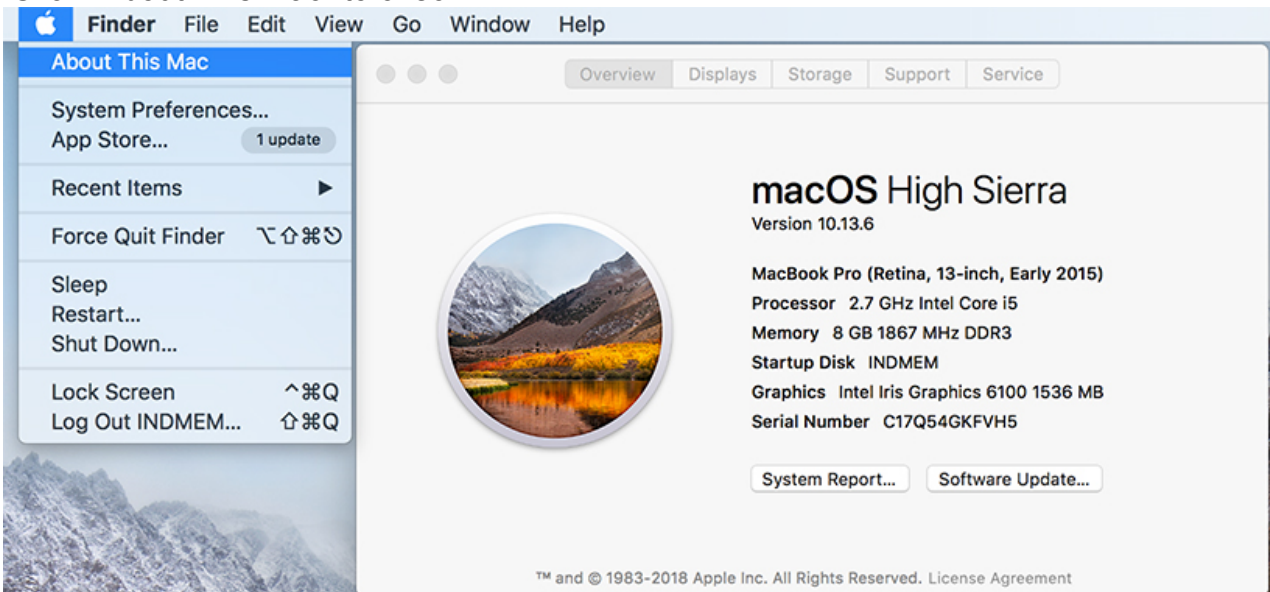 Finder File Edit View Go Window Help
About This Mac
System Preferences...
App Store... 1 update
Recent Items ▶
Force Quit Finder ⌥⇧⌘⎋
Sleep
Restart...
Shut Down...
Lock Screen ^⌘Q
Log Out INDMEM... ⇧⌘Q
Overview Displays Storage Support Service
macOS High Sierra
Version 10.13.6
MacBook Pro (Retina, 13-inch, Early 2015)
Processor 2.7 GHz Intel Core i5
Memory 8 GB 1867 MHz DDR3
Startup Disk INDMEM
Graphics Intel Iris Graphics 6100 1536 MB
Serial Number C17Q54GKFVH5
System Report... Software Update...
™ and © 1983-2018 Apple Inc. All Rights Reserved. License Agreement